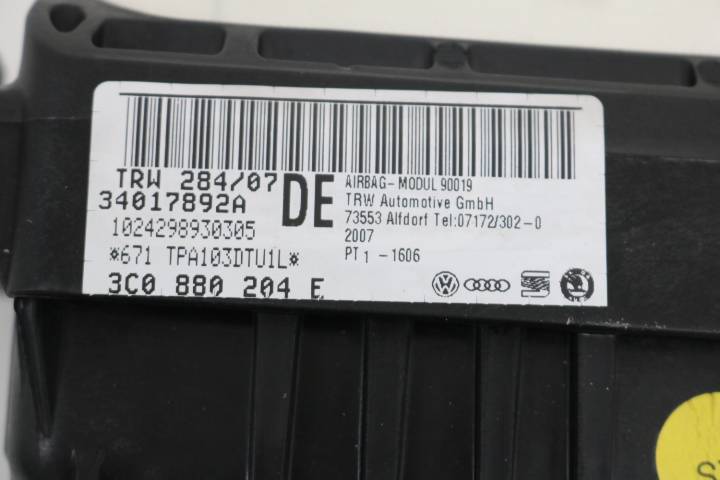 TRW 284/07
34017892A
DE
1024298930305
*671 TPA103DTU1L*
3C0 880 204 E
AIRBAG-MODUL 90019
TRW Automotive GmbH
73553 Alfdorf Tel:07172/302-0
2007
PT 1 -1606